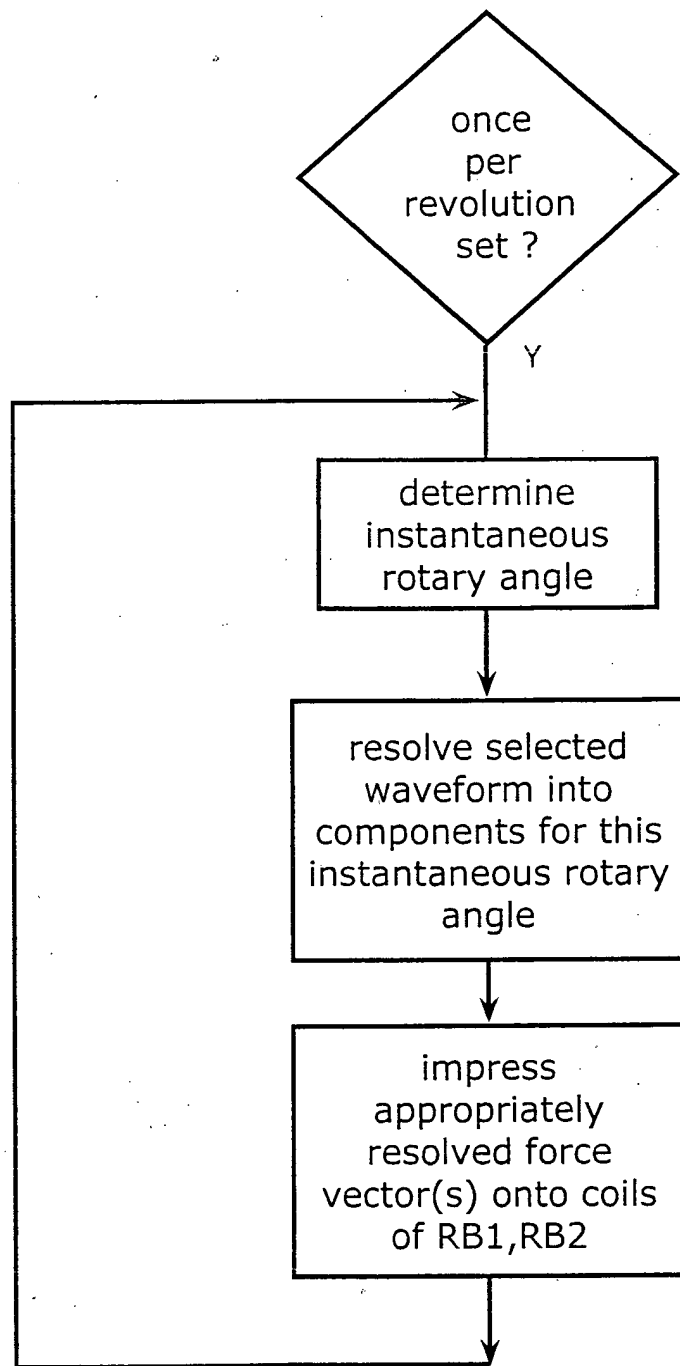 once
per
revolution
set ?
Y
determine
instantaneous
rotary angle
resolve selected
waveform into
components for this
instantaneous rotary
angle
impress
appropriately
resolved force
vector(s) onto coils
of RB1,RB2